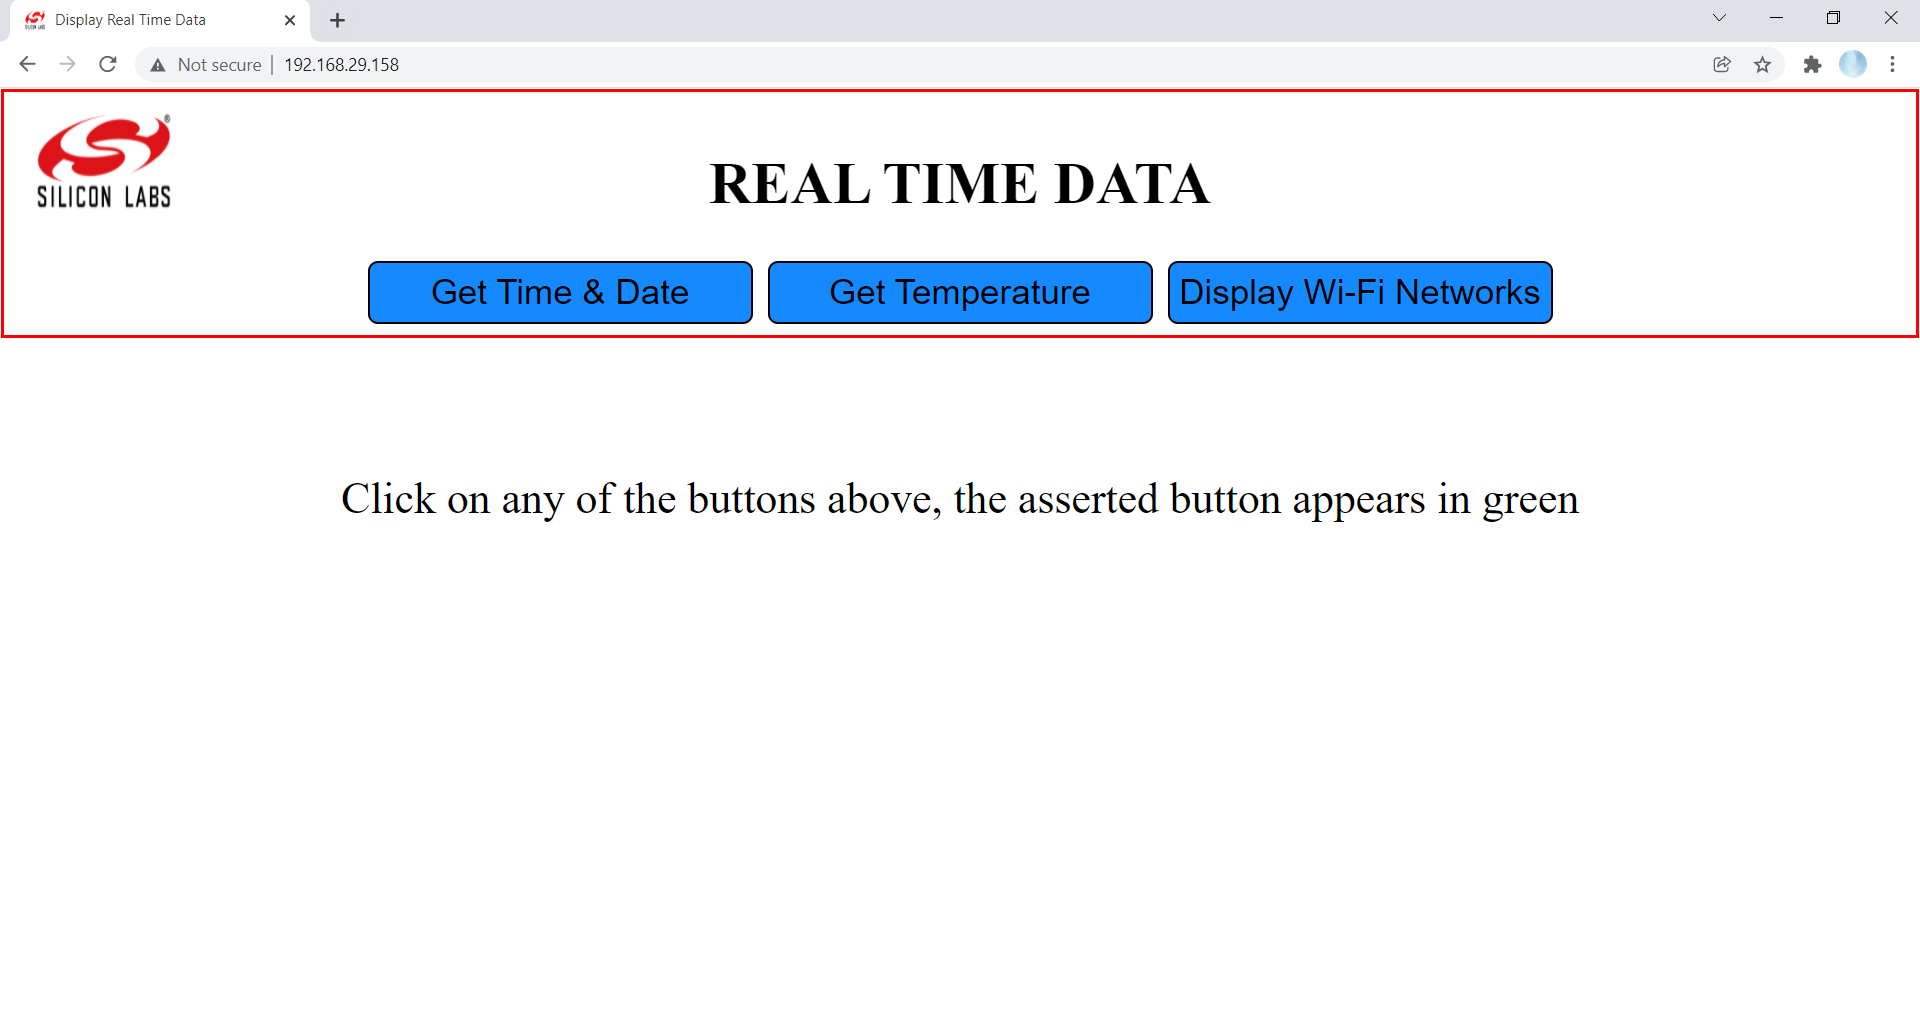 Display Real Time Data
Not secure | 192.168.29.158
SILICON LABS®
REAL TIME DATA
Get Time & Date
Get Temperature
Display Wi-Fi Networks
Click on any of the buttons above, the asserted button appears in green